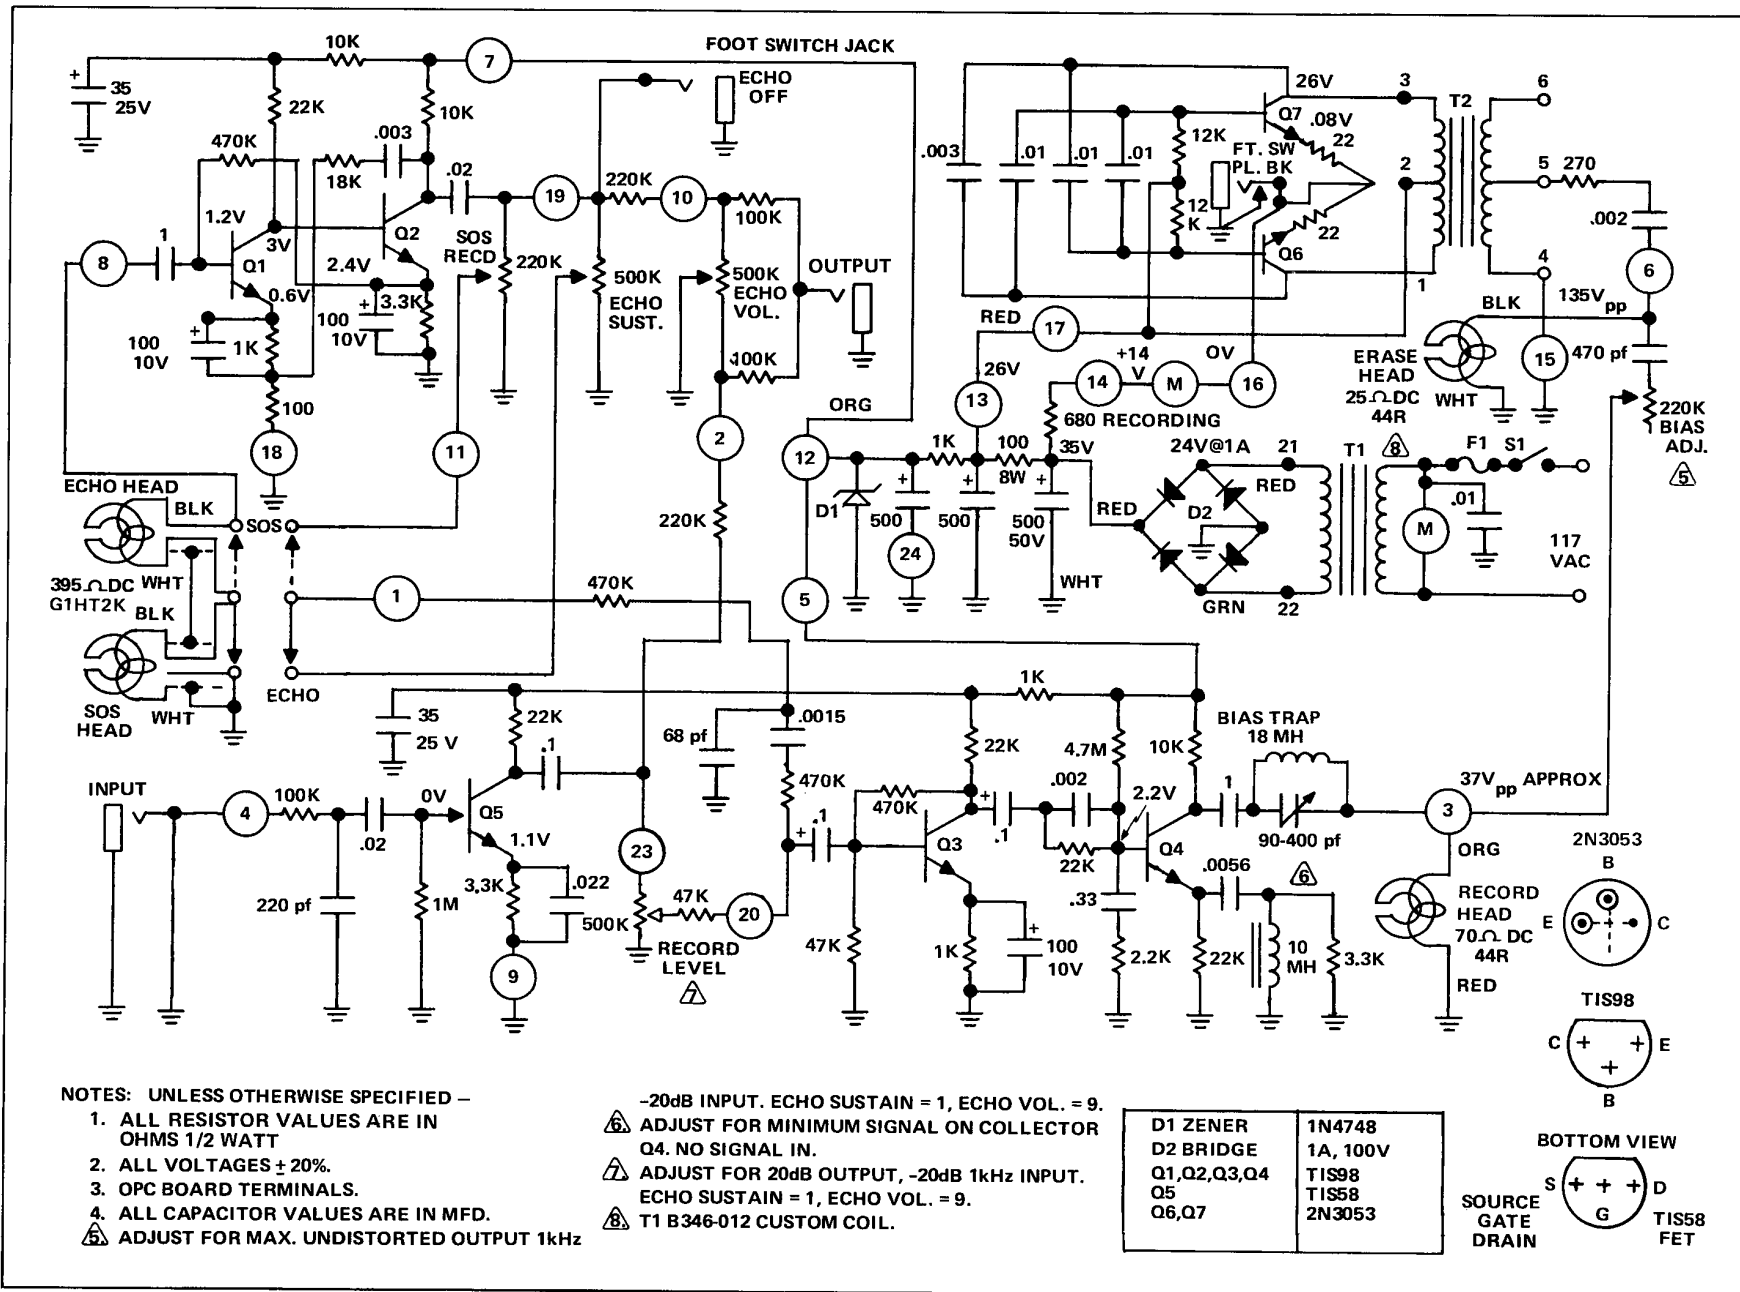 10K
7
FOOT SWITCH JACK
+
35
25V
22K
10K
ECHO
OFF
470K
.003
18K
.02
19
220K
10
100K
1.2V
3V
8
1
Q1
Q2
2.4V
0.6V
SOS
RECD
220K
500K
ECHO
SUST.
500K
ECHO
VOL.
OUTPUT
+
100
10V
1K
+
100
10V
3.3K
100K
100
18
11
2
ORG
220K
ECHO HEAD
BLK
SOS
WHT
395 Ω DC
G1HT2K
BLK
SOS
HEAD
WHT
ECHO
1
470K
26V
3
T2
6
Q7
.08V
22
12K
FT. SW
PL. BK
.003
.01
.01
.01
2
5
270
.002
12
K
22
Q6
6
4
1
135Vpp
RED
17
BLK
+14
V
OV
26V
14
M
16
13
ERASE
HEAD
25 Ω DC
44R
WHT
15
470 pf
220K
BIAS
ADJ.
5
680 RECORDING
35V
12
1K
100
8W
24V@1A
21
T1
8
F1
S1
D1
+
500
+
500
+
500
50V
RED
RED
D2
M
.01
117
VAC
24
5
WHT
GRN
22
35
25 V
22K
.1
68 pf
.0015
1K
22K
4.7M
10K
BIAS TRAP
18 MH
37Vpp APPROX
INPUT
4
100K
0V
Q5
1.1V
.02
470K
470K
.002
2.2V
1
3
+
.1
+
.1
Q3
22K
Q4
90-400 pf
6
ORG
2N3053
B
E
C
23
3.3K
.022
220 pf
1M
500K
47K
20
RECORD
LEVEL
7
9
47K
1K
+
100
10V
.33
2.2K
.0056
22K
10
MH
3.3K
RECORD
HEAD
70 Ω DC
44R
RED
TIS98
C
E
B
NOTES: UNLESS OTHERWISE SPECIFIED –
1. ALL RESISTOR VALUES ARE IN
OHMS 1/2 WATT
2. ALL VOLTAGES ± 20%.
3. OPC BOARD TERMINALS.
4. ALL CAPACITOR VALUES ARE IN MFD.
5. ADJUST FOR MAX. UNDISTORTED OUTPUT 1kHz
–20dB INPUT. ECHO SUSTAIN = 1, ECHO VOL. = 9.
6. ADJUST FOR MINIMUM SIGNAL ON COLLECTOR
Q4. NO SIGNAL IN.
7. ADJUST FOR 20dB OUTPUT, –20dB 1kHz INPUT.
ECHO SUSTAIN = 1, ECHO VOL. = 9.
8. T1 B346-012 CUSTOM COIL.
D1 ZENER 1N4748
D2 BRIDGE 1A, 100V
Q1,Q2,Q3,Q4 TIS98
Q5 TIS58
Q6,Q7 2N3053
BOTTOM VIEW
S
D
G
SOURCE
GATE
DRAIN
TIS58
FET